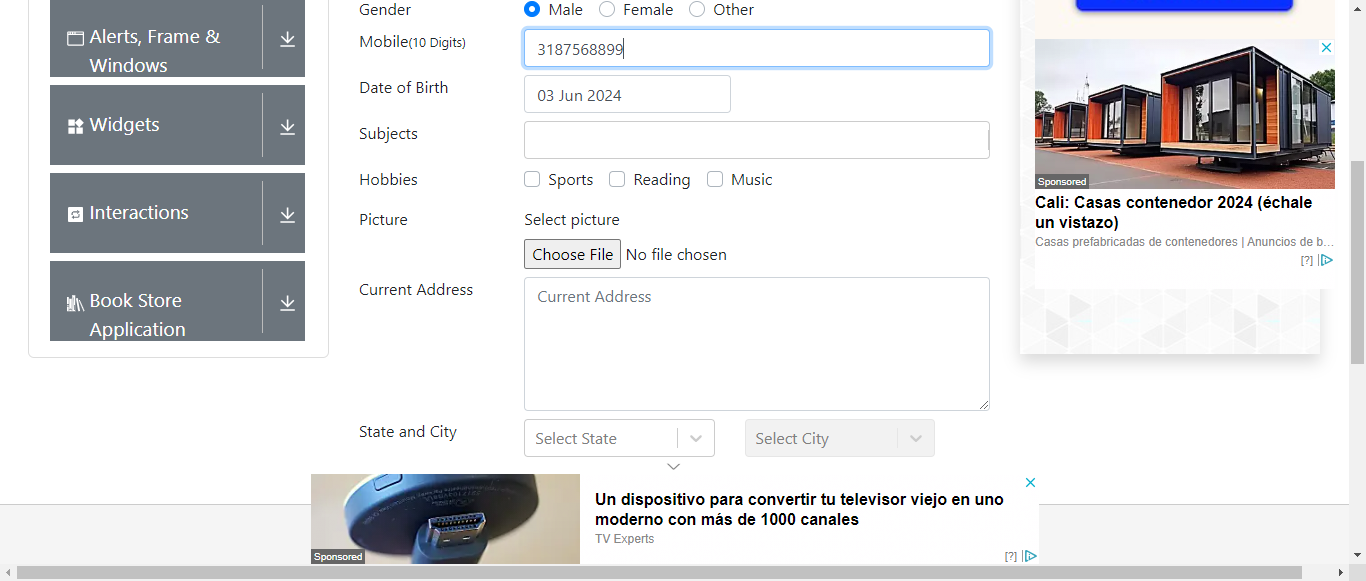 Alerts, Frame &
Windows
Widgets
Interactions
Book Store
Application
Gender
Male
Female
Other
Mobile(10 Digits)
3187568899
Date of Birth
03 Jun 2024
Subjects
Hobbies
Sports
Reading
Music
Picture
Select picture
Choose File
No file chosen
Current Address
Current Address
State and City
Select State
Select City
Sponsored
Cali: Casas contenedor 2024 (échale
un vistazo)
Casas prefabricadas de contenedores | Anuncios de b...
[?]
Sponsored
Un dispositivo para convertir tu televisor viejo en uno
moderno con más de 1000 canales
TV Experts
[?]